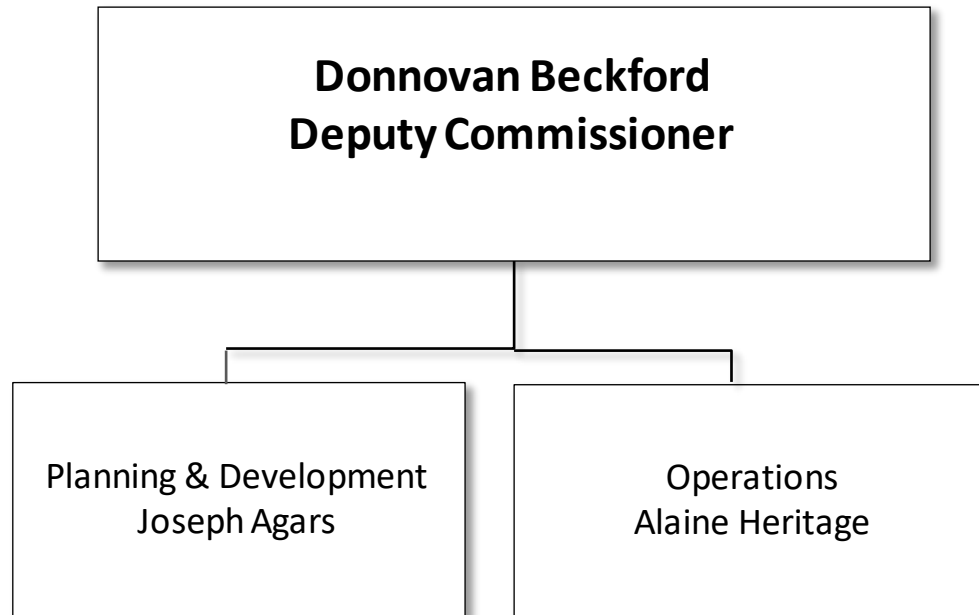 Donnovan Beckford
Deputy Commissioner
Planning & Development
Joseph Agars
Operations
Alaine Heritage